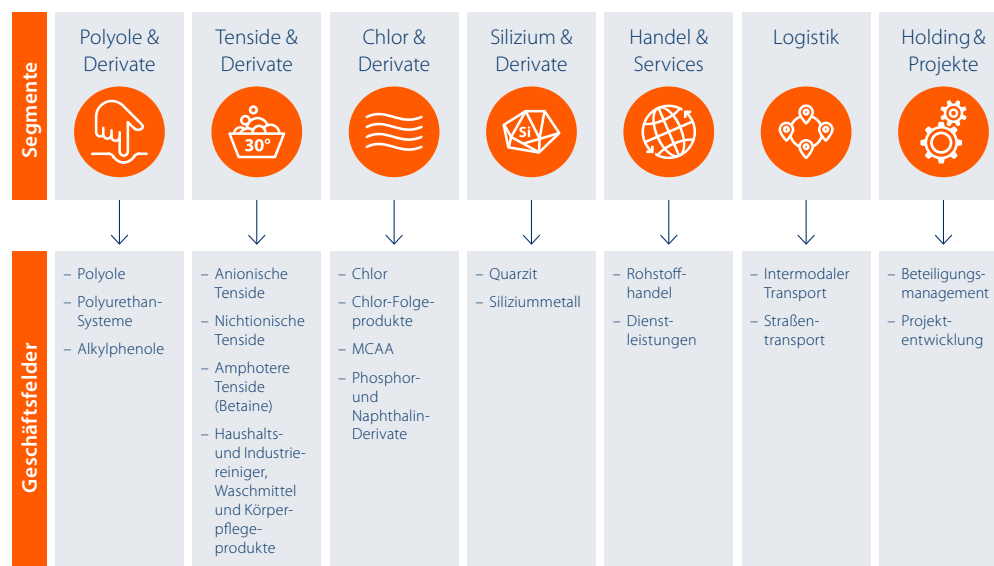 Segmente
Polyole &
Derivate
Tenside &
Derivate
30°
Chlor &
Derivate
Silizium &
Derivate
Si
Handel &
Services
Logistik
Holding &
Projekte
Geschäftsfelder
– Polyole
– Polyurethan-
Systeme
– Alkylphenole
– Anionische
Tenside
– Nichtionische
Tenside
– Amphotere
Tenside
(Betaine)
– Haushalts-
und Industrie-
reiniger,
Waschmittel
und Körper-
pflege-
produkte
– Chlor
– Chlor-Folge-
produkte
– MCAA
– Phosphor-
und
Naphthalin-
Derivate
– Quarzit
– Siliziummetall
– Rohstoff-
handel
– Dienst-
leistungen
– Intermodaler
Transport
– Straßen-
transport
– Beteiligungs-
management
– Projekt-
entwicklung